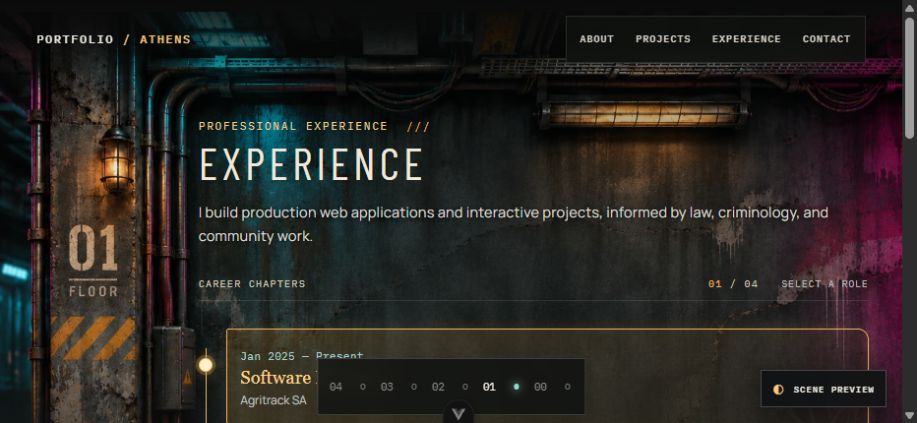 PORTFOLIO / ATHENS
ABOUT PROJECTS EXPERIENCE CONTACT
PROFESSIONAL EXPERIENCE ///
EXPERIENCE
I build production web applications and interactive projects, informed by law, criminology, and
community work.
01
FLOOR
CAREER CHAPTERS
01 / 04 SELECT A ROLE
Jan 2025 — Present
Software
Agritrack SA
04 03 02 01 00
SCENE PREVIEW